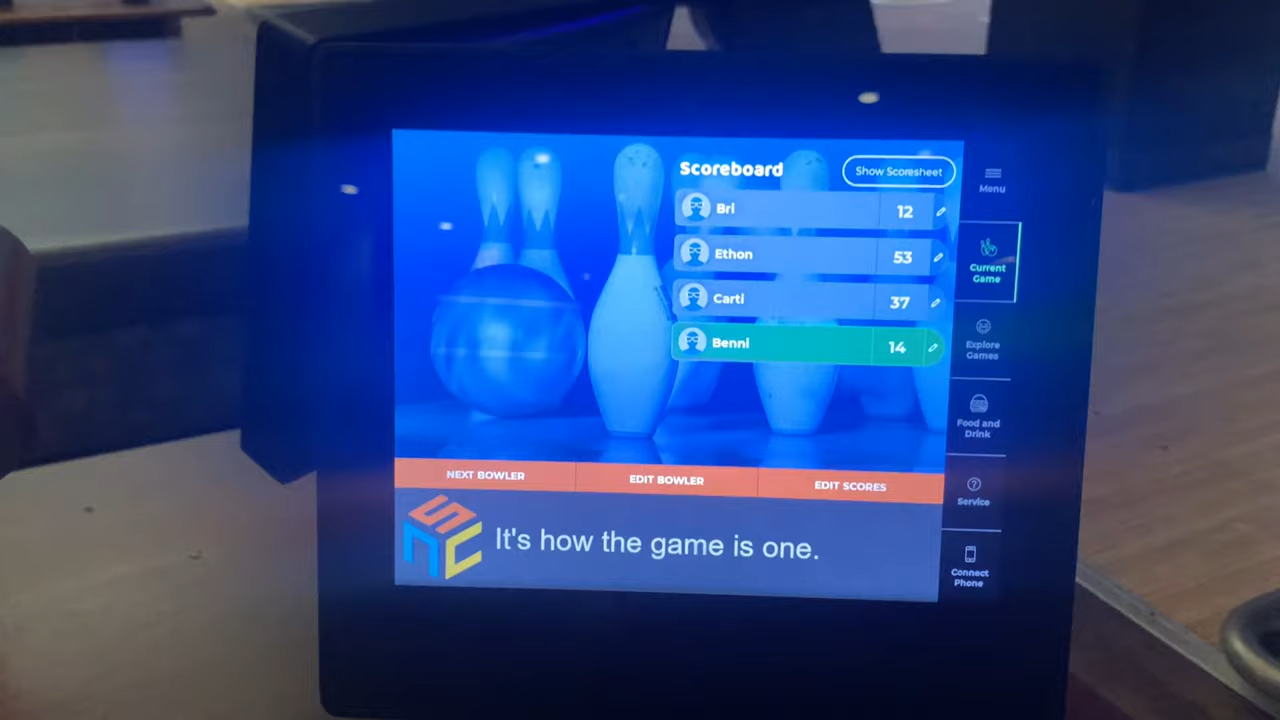 Scoreboard
Show Scoresheet
Bri 12
Ethon 53
Carti 37
Benni 14
NEXT BOWLER
EDIT BOWLER
EDIT SCORES
SNC
It's how the game is one.
Menu
Current
Game
Explore
Games
Food and
Drink
Service
Connect
Phone